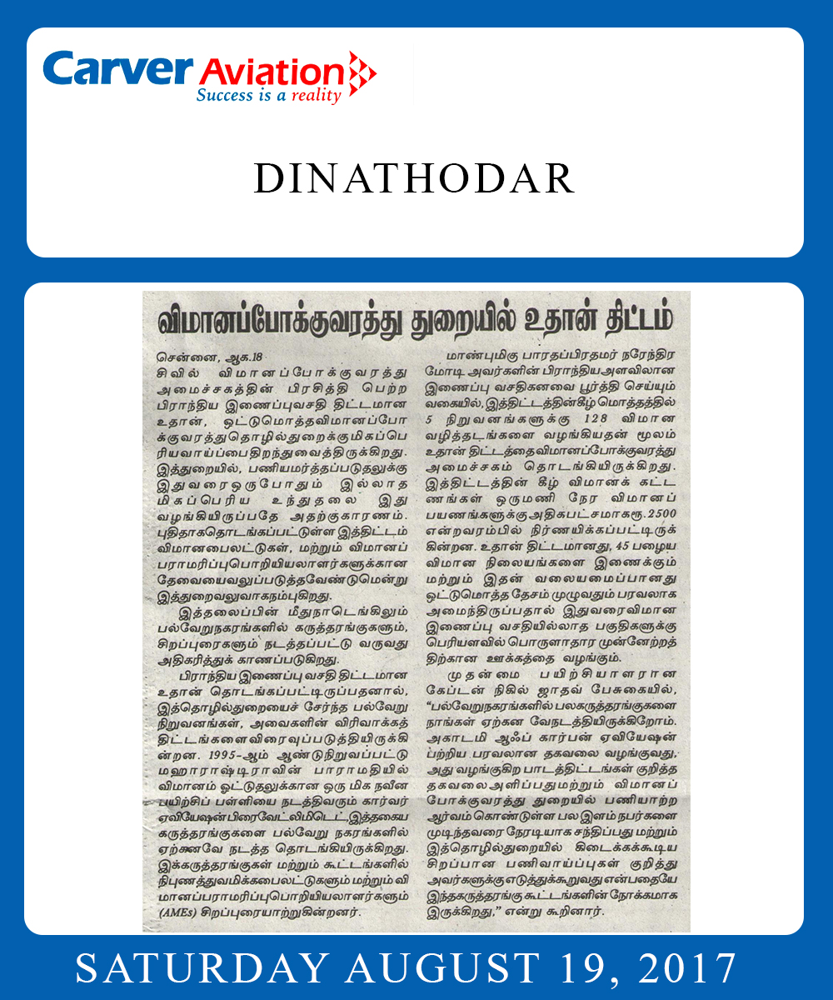 Carver Aviation
Success is a reality
DINATHODAR
விமானப்போக்குவரத்து துறையில் உதான் திட்டம்
சென்னை, ஆக.18
சிவில் விமானப்போக்குவரத்து
அமைச்சகத்தின் பிரசித்தி பெற்ற
பிராந்திய இணைப்புவசதி திட்டமான
உதான், ஒட்டுமொத்தவிமானப்போ
க்குவரத்துதொழில்துறைக்குமிகப்பெ
ரியவாய்ப்பைதிறந்துவைத்திருக்கிறது.
இத்துறையில், பணியமர்த்தப்படுதலுக்கு
இதுவரைஒருபோதும் இல்லாத
மிகப்பெரிய உந்துதலை இது
வழங்கியிருப்பதே அதற்குகாரணம்.
புதிதாகதொடங்கப்பட்டுள்ள இத்திட்டம்
விமானபைலட்டுகள், மற்றும் விமானப்
பராமரிப்புபொறியியலாளர்களுக்கான
தேவையைவலுப்படுத்தவேண்டுமென்று
இத்துறைவலுவாகநம்புகிறது.
இத்தலைப்பின் மீதுநாடெங்கிலும்
பல்வேறுநகரங்களில் கருத்தரங்குகளும்,
சிறப்புரைகளும் நடத்தப்பட்டு வருவது
அதிகரித்துக் காணப்படுகிறது.
பிராந்திய இணைப்பு வசதி திட்டமான
உதான் தொடங்கப்பட்டிருப்பதனால்,
இத்தொழில்துறையைச் சேர்ந்த பல்வேறு
நிறுவனங்கள், அவைகளின் விரிவாக்கத்
திட்டங்களைவிரைவுப்படுத்தியிருக்கி
ன்றன. 1995-ஆம் ஆண்டுநிறுவப்பட்டு
மஹாராஷ்டிராவின் பாராமதியில்
விமானம் ஓட்டுதலுக்கான ஒரு மிக நவீன
பயிற்சிப் பள்ளியை நடத்திவரும் கார்வர்
ஏவியேஷன் பிரைவேட் லிமிடெட், இத்தகைய
கருத்தரங்குகளை பல்வேறு நகரங்களில்
ஏற்கனவே நடத்த தொடங்கியிருக்கிறது.
இக்கருத்தரங்குகள் மற்றும் கூட்டங்களில்
நிபுணத்துவமிக்கபைலட்டுகளும் மற்றும் வி
மானப்பராமரிப்புபொறியியலாளர்களும்
(AMEs) சிறப்புரையாற்றுகின்றனர்.
மாண்புமிகு பாரதப்பிரதமர் நரேந்திர
மோடி அவர்களின் பிராந்திய அளவிலான
இணைப்பு வசதிகனவை பூர்த்தி செய்யும்
வகையில், இத்திட்டத்தின்கீழ் மொத்தத்தில்
5 நிறுவனங்களுக்கு 128 விமான
வழித்தடங்களை வழங்கியதன் மூலம்
உதான் திட்டத்தைவிமானப்போக்குவரத்து
அமைச்சகம் தொடங்கியிருக்கிறது.
இத்திட்டத்தின் கீழ் விமானக் கட்ட
ணங்கள் ஒருமணி நேர விமானப்
பயணங்களுக்குஅதிகபட்சமாகரூ.2500
என்றவரம்பில் நிர்ணயிக்கப்பட்டிருக்
கின்றன. உதான் திட்டமானது, 45 பழைய
விமான நிலையங்களை இணைக்கும்
மற்றும் இதன் வலையமைப்பானது
ஒட்டுமொத்த தேசம் முழுவதும் பரவலாக
அமைந்திருப்பதால் இதுவரைவிமான
இணைப்பு வசதியில்லாத பகுதிகளுக்கு
பெரியளவில் பொருளாதார முன்னேற்றத்
திற்கான ஊக்கத்தை வழங்கும்.
முதன்மை பயிற்சியாளரான
கேப்டன் நிகில் ஜாதவ் பேசுகையில்,
“பல்வேறுநகரங்களில் பலகருத்தரங்குகளை
நாங்கள் ஏற்கன வேநடத்தியிருக்கிறோம்.
அகாடமி ஆஃப் கார்பன் ஏவியேஷன்
ப்ற்றிய பரவலான தகவலை வழங்குவது,
அது வழங்குகிற பாடத்திட்டங்கள் குறித்த
தகவலைஅளிப்பதுமற்றும் விமானப்
போக்குவரத்து துறையில் பணியாற்ற
ஆர்வம் கொண்டுள்ள பல இளம் நபர்களை
முடிந்தவரை நேரடியாக சந்திப்பது மற்றும்
இத்தொழில்துறையில் கிடைக்கக்கூடிய
சிறப்பான பணிவாய்ப்புகள் குறித்து
அவர்களுக்குஎடுத்துக்கூறுவதுஎன்பதையே
இந்தகருத்தரங்கு கூட்டங்களின் நோக்கமாக
இருக்கிறது,” என்று கூறினார்.
SATURDAY AUGUST 19, 2017